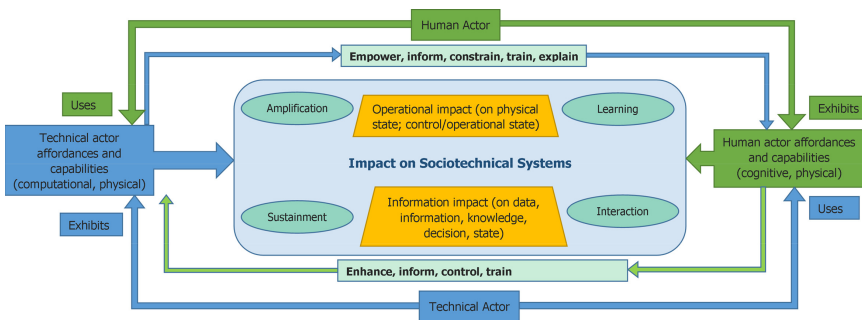 Human Actor
Empower, inform, constrain, train, explain
Uses
Exhibits
Amplification
Operational impact (on physical
state; control/operational state)
Learning
Technical actor
affordances and
capabilities
(computational, physical)
Impact on Sociotechnical Systems
Human actor affordances
and capabilities
(cognitive, physical)
Sustainment
Information impact (on data,
information, knowledge,
decision, state)
Interaction
Exhibits
Uses
Enhance, inform, control, train
Technical Actor